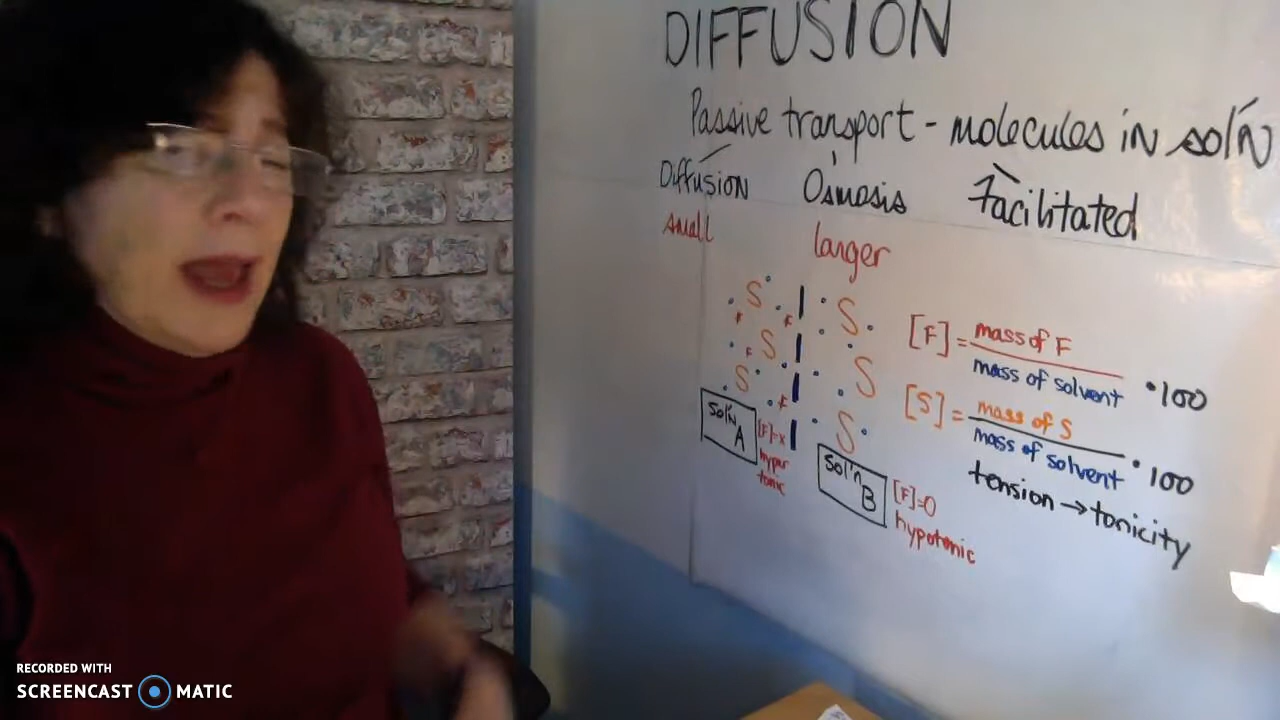 DIFFUSION
Passive transport - molecules in sol'n
Diffusion Osmosis Facilitated
small larger
S S
F F
F S S
S F
[F] = mass of F / mass of solvent • 100
[S] = mass of S / mass of solvent • 100
tension → tonicity
Sol'n A
[F]=x
hyper
tonic
Sol'n B
[F]=0
hypotonic
S
RECORDED WITH
SCREENCAST MATIC